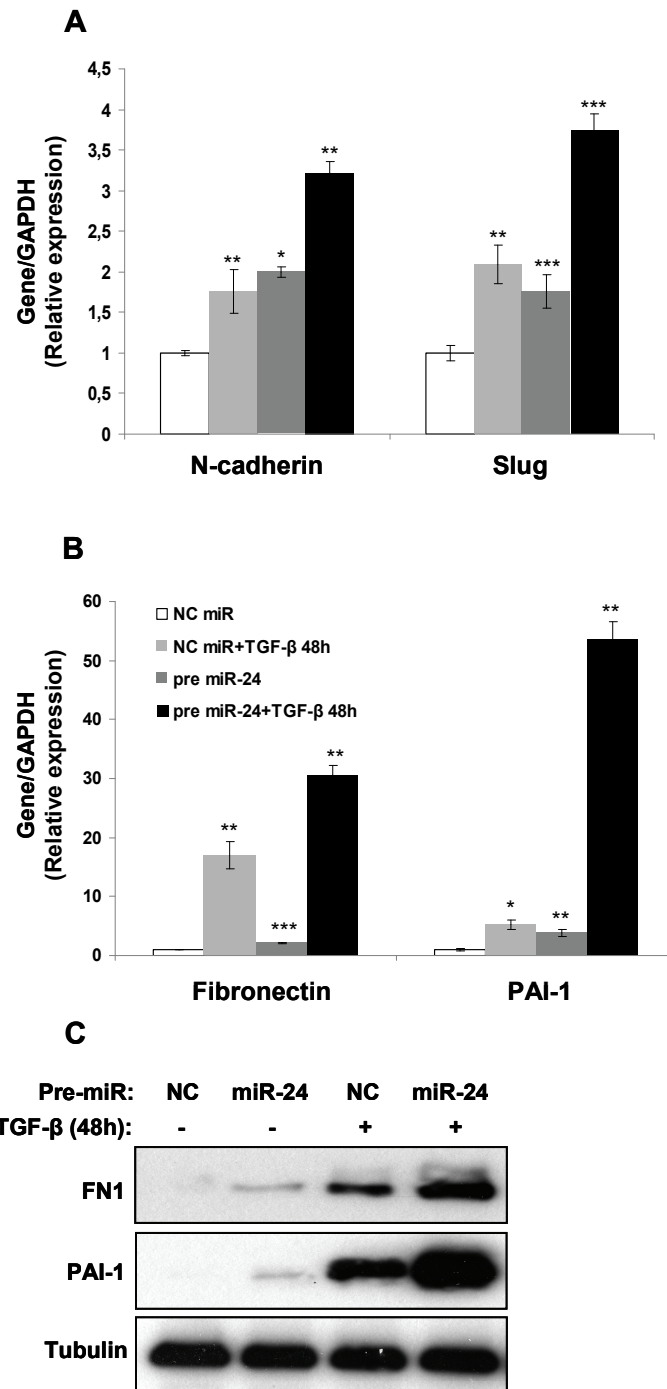 A
Gene/GAPDH
(Relative expression)
4,5
4
3,5
3
2,5
2
1,5
1
0,5
0
**
*
**
**
***
***
N-cadherin
Slug
B
Gene/GAPDH
(Relative expression)
60
50
40
30
20
10
0
NC miR
NC miR+TGF-β 48h
pre miR-24
pre miR-24+TGF-β 48h
**
***
**
*
**
**
Fibronectin
PAI-1
C
Pre-miR: NC miR-24 NC miR-24
TGF-β (48h): - - + +
FN1
PAI-1
Tubulin